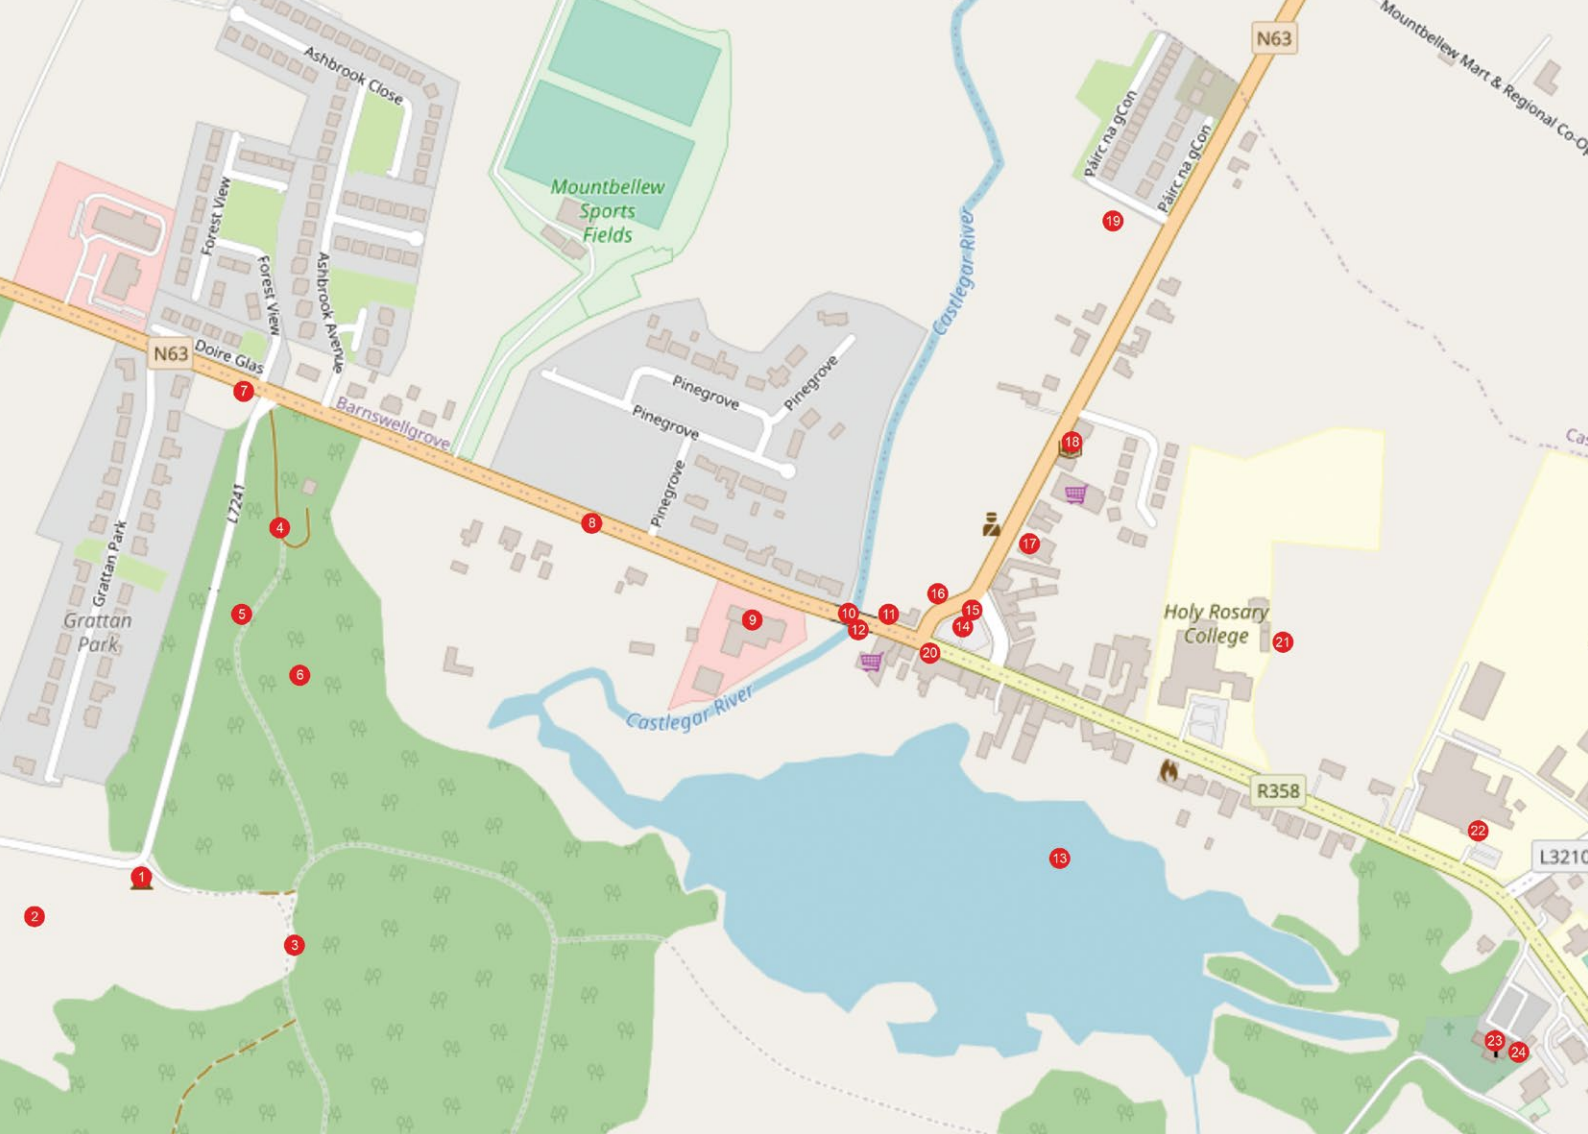 N63
Mountbellew Mart & Regional Co-Op
Ashbrook Close
Páirc na gCon
Páirc na gCon
19
Mountbellew
Sports
Fields
Forest View
Forest View
Ashbrook Avenue
Castlegar River
N63
Doire Glas
7
Barnswellgrove
Pinegrove
Pinegrove
Pinegrove
Pinegrove
18
Cas
L7241
4
8
17
Grattan Park
Grattan
Park
5
6
9
10
11
12
16
15
14
20
Holy Rosary
College
21
Castlegar River
R358
22
L3210
13
1
2
3
23
24